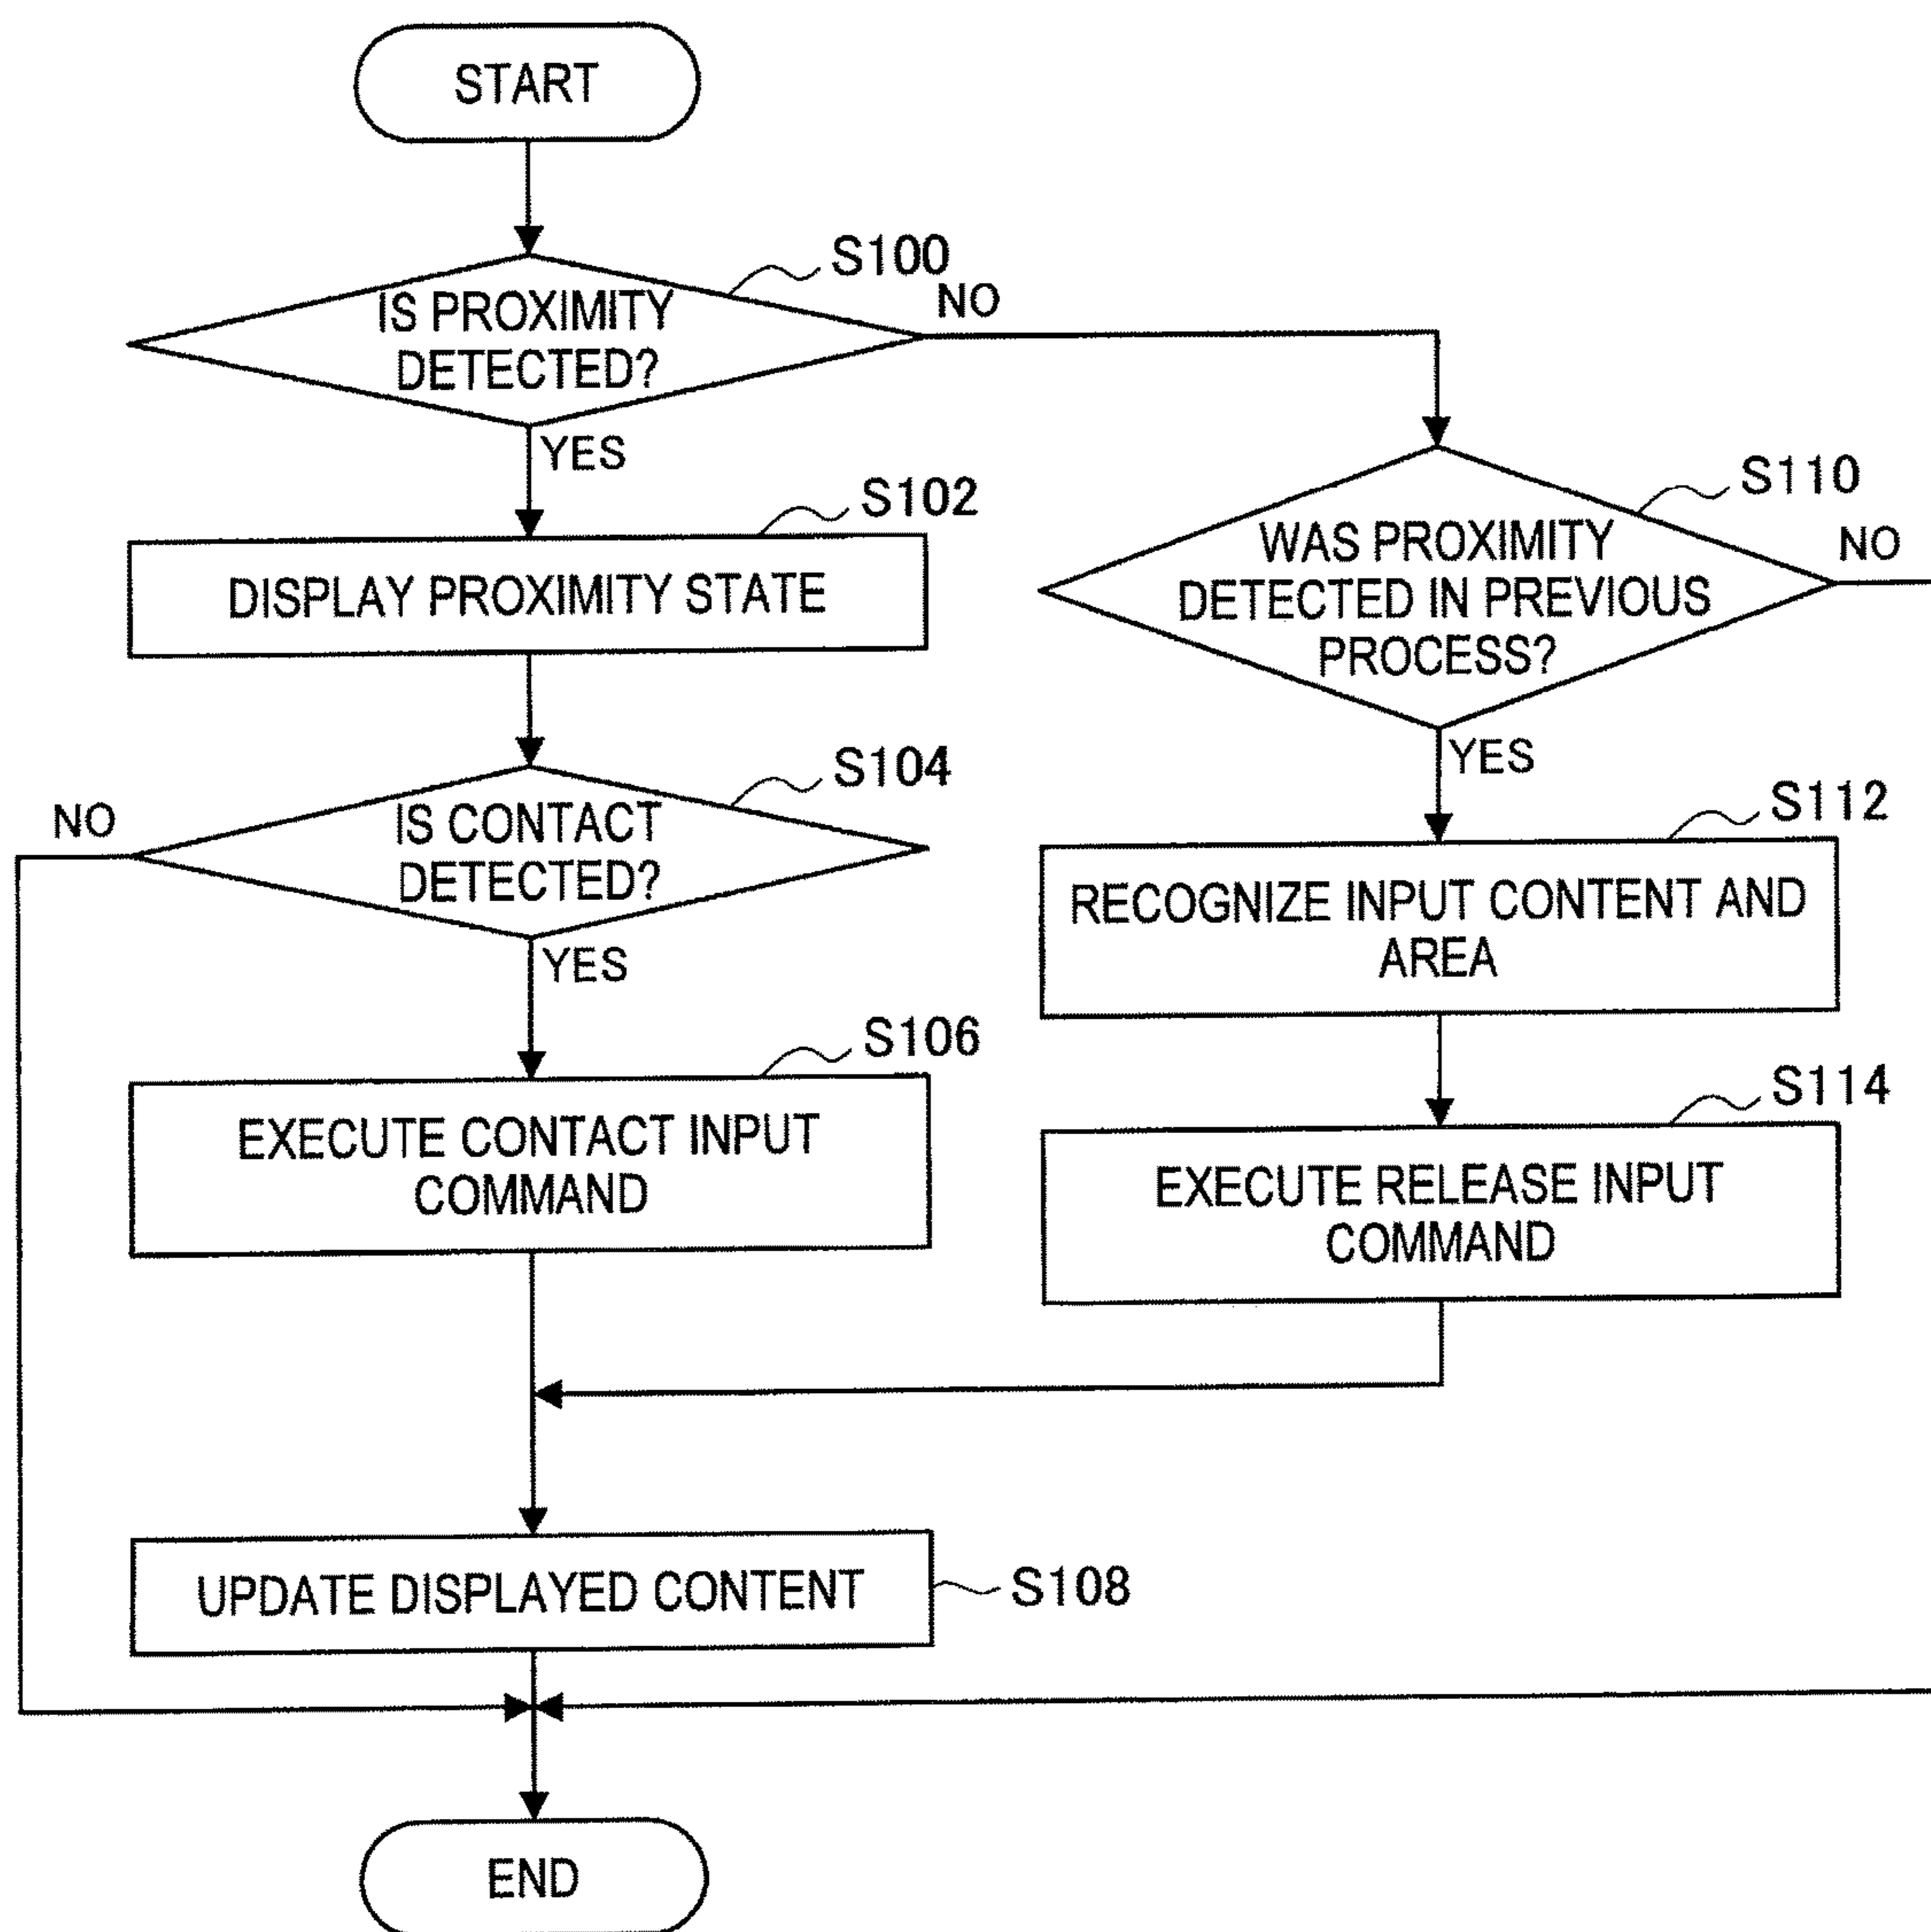 START
S100
IS PROXIMITY
DETECTED?
NO
YES
S102
DISPLAY PROXIMITY STATE
S104
IS CONTACT
DETECTED?
NO
YES
S106
EXECUTE CONTACT INPUT
COMMAND
S110
WAS PROXIMITY
DETECTED IN PREVIOUS
PROCESS?
NO
YES
S112
RECOGNIZE INPUT CONTENT AND
AREA
S114
EXECUTE RELEASE INPUT
COMMAND
UPDATE DISPLAYED CONTENT
S108
END